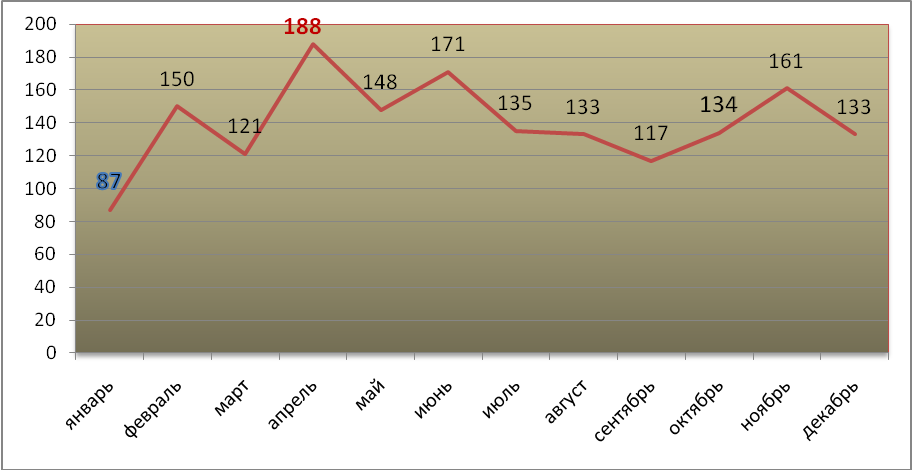 200
180
160
140
120
100
80
60
40
20
0
87
150
121
188
148
171
135
133
117
134
161
133
январь
февраль
март
апрель
май
июнь
июль
август
сентябрь
октябрь
ноябрь
декабрь